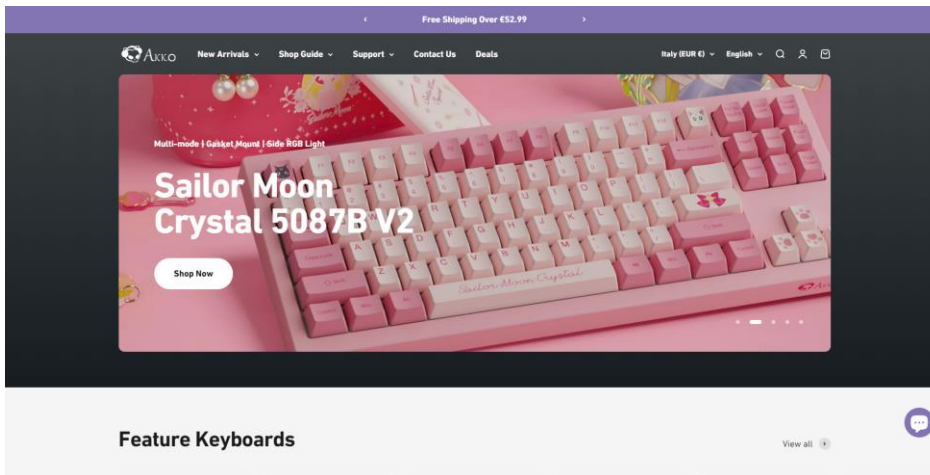 Free Shipping Over €52.99
AKKO New Arrivals Shop Guide Support Contact Us Deals Italy (EUR €) English
Multi-mode | Gasket Mount | Side RGB Light
Sailor Moon
Crystal 5087B V2
Shop Now
Sailor Moon Crystal
Feature Keyboards
View all